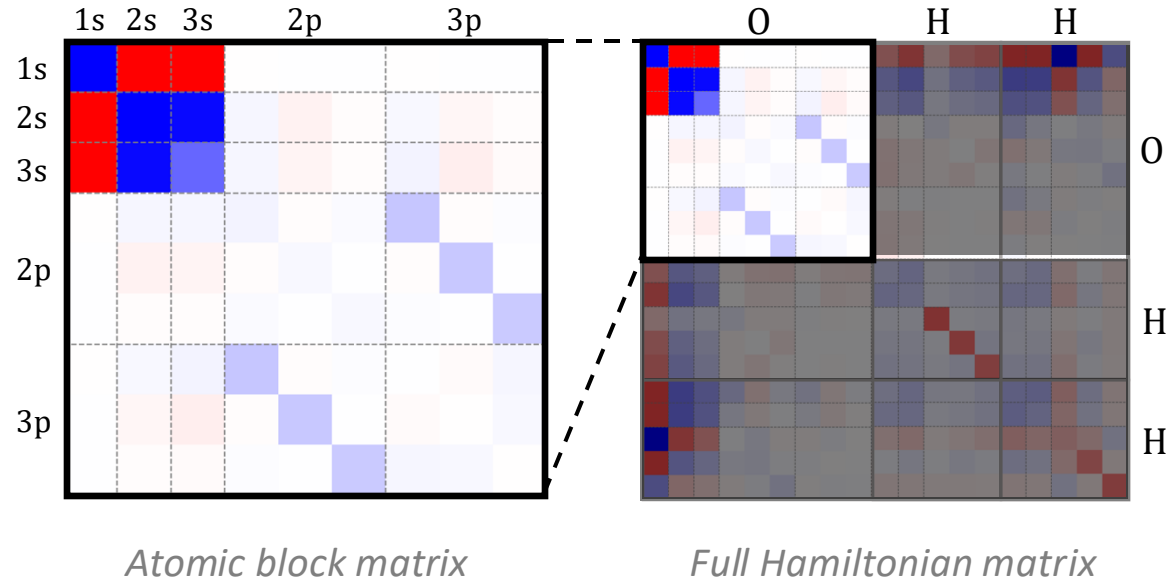 1s 2s 3s 2p 3p
1s
2s
3s
2p
3p
Atomic block matrix
O H H
O
H
H
Full Hamiltonian matrix